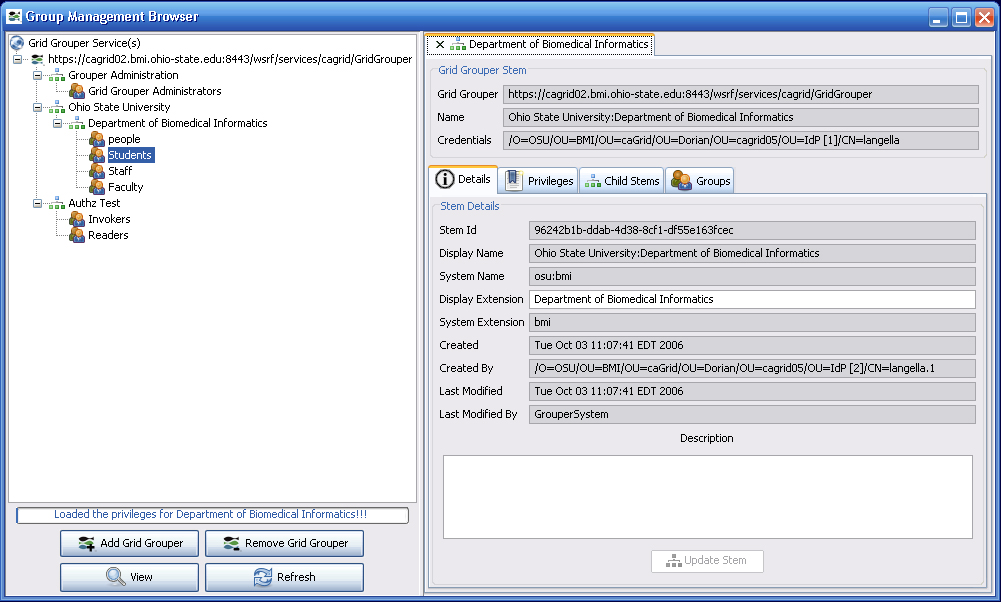 Group Management Browser
Grid Grouper Service(s)
https://cagrid02.bmi.ohio-state.edu:8443/wsrf/services/cagrid/GridGrouper
Grouper Administration
Grid Grouper Administrators
Ohio State University
Department of Biomedical Informatics
people
Students
Staff
Faculty
Authz Test
Invokers
Readers
Loaded the privileges for Department of Biomedical Informatics!!!
Add Grid Grouper
Remove Grid Grouper
View
Refresh
Department of Biomedical Informatics
Grid Grouper Stem
Grid Grouper https://cagrid02.bmi.ohio-state.edu:8443/wsrf/services/cagrid/GridGrouper
Name Ohio State University:Department of Biomedical Informatics
Credentials /O=OSU/OU=BMI/OU=caGrid/OU=Dorian/OU=cagrid05/OU=IdP [1]/CN=langella
Details Privileges Child Stems Groups
Stem Details
Stem Id 96242b1b-ddab-4d38-8cf1-df55e163fcec
Display Name Ohio State University:Department of Biomedical Informatics
System Name osu:bmi
Display Extension Department of Biomedical Informatics
System Extension bmi
Created Tue Oct 03 11:07:41 EDT 2006
Created By /O=OSU/OU=BMI/OU=caGrid/OU=Dorian/OU=cagrid05/OU=IdP [2]/CN=langella.1
Last Modified Tue Oct 03 11:07:41 EDT 2006
Last Modified By GrouperSystem
Description
Update Stem